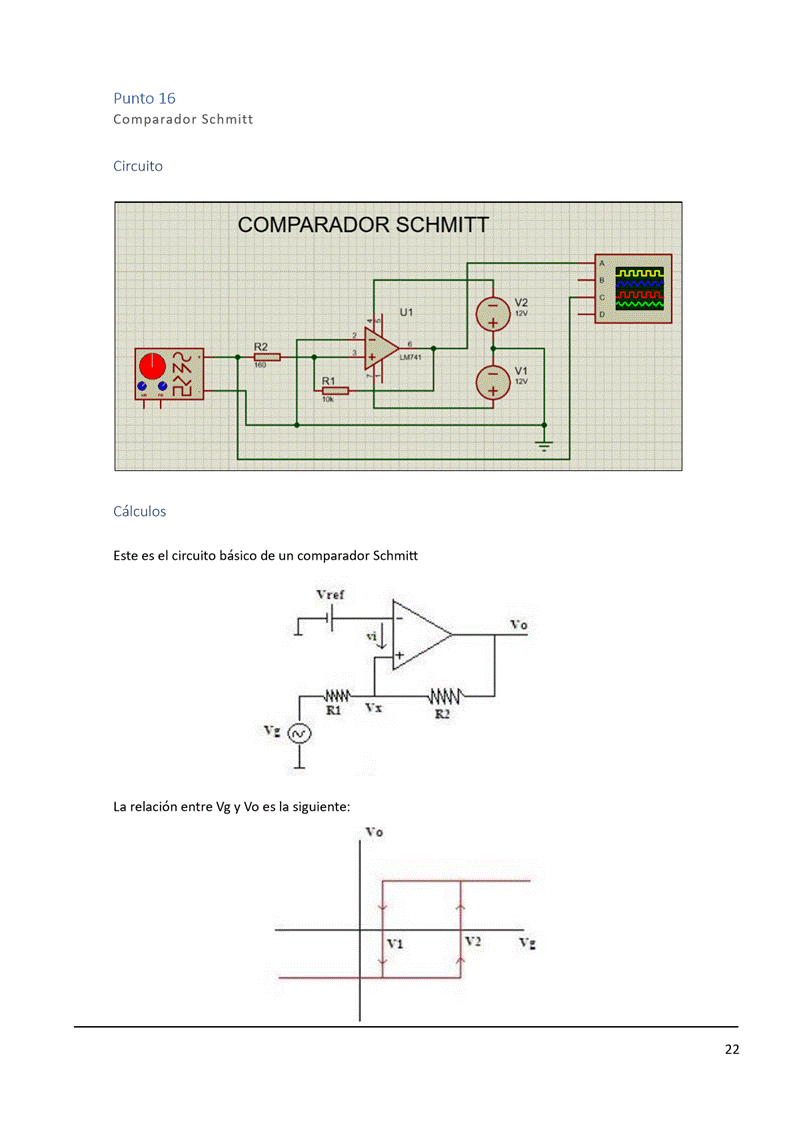 Punto 16
Comparador Schmitt
Circuito
COMPARADOR SCHMITT
A
B
C
D
V2
12V
U1
4
5
2
6
3
LM741
7
1
R2
160
R1
10k
V1
12V
Cálculos
Este es el circuito básico de un comparador Schmitt
Vref
Vo
vi
R1
Vx
R2
Vg
La relación entre Vg y Vo es la siguiente:
Vo
V1
V2
Vg
22